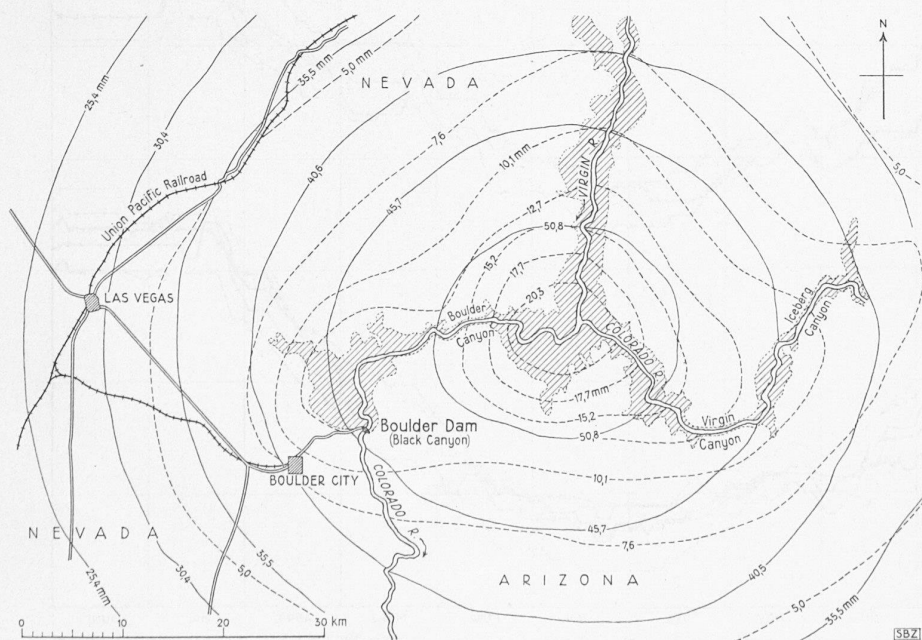 N
NEVADA
25,4 mm
30,4
35,5 mm
5,0 mm
7,6
40,6
45,7
10,1 mm
12,7
50,8
15,2
17,7
20,3
5,0
Union Pacific Railroad
VIRGIN R.
LAS VEGAS
Boulder
Canyon
COLORADO R.
Iceberg
Canyon
17,7 mm
15,2
50,8
Virgin
Canyon
Boulder Dam
(Black Canyon)
BOULDER CITY
COLORADO R.
10,1
45,7
7,6
NEVADA
25,4 mm
30,4
35,5
5,0
ARIZONA
40,5
5,0
35,5 mm
0 10 20 30 km
SBZ